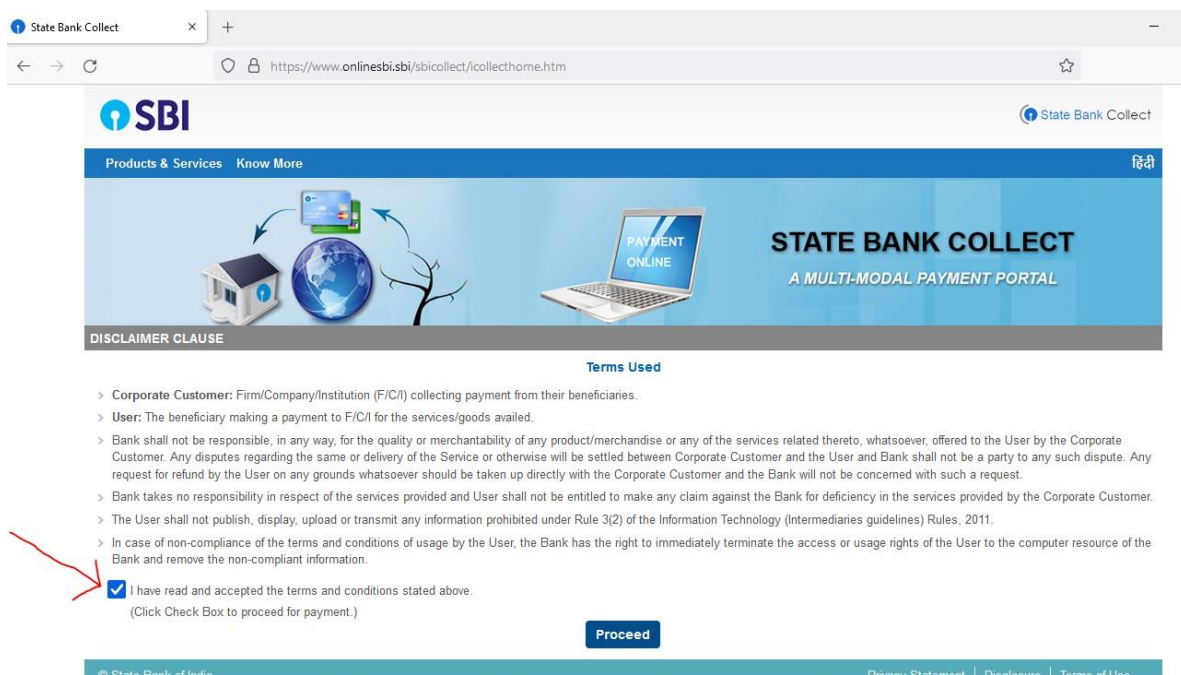 State Bank Collect
https://www.onlinesbi.sbi/sbicollect/icollecthome.htm
SBI
State Bank Collect
Products & Services Know More हिंदी
PAYMENT
ONLINE
STATE BANK COLLECT
A MULTI-MODAL PAYMENT PORTAL
DISCLAIMER CLAUSE
Terms Used
Corporate Customer: Firm/Company/Institution (F/C/I) collecting payment from their beneficiaries.
User: The beneficiary making a payment to F/C/I for the services/goods availed.
Bank shall not be responsible, in any way, for the quality or merchantability of any product/merchandise or any of the services related thereto, whatsoever, offered to the User by the Corporate
Customer. Any disputes regarding the same or delivery of the Service or otherwise will be settled between Corporate Customer and the User and Bank shall not be a party to any such dispute. Any
request for refund by the User on any grounds whatsoever should be taken up directly with the Corporate Customer and the Bank will not be concerned with such a request.
Bank takes no responsibility in respect of the services provided and User shall not be entitled to make any claim against the Bank for deficiency in the services provided by the Corporate Customer.
The User shall not publish, display, upload or transmit any information prohibited under Rule 3(2) of the Information Technology (Intermediaries guidelines) Rules, 2011.
In case of non-compliance of the terms and conditions of usage by the User, the Bank has the right to immediately terminate the access or usage rights of the User to the computer resource of the
Bank and remove the non-compliant information.
I have read and accepted the terms and conditions stated above.
(Click Check Box to proceed for payment.)
Proceed
© State Bank of India Privacy Statement | Disclosure | Terms of Use